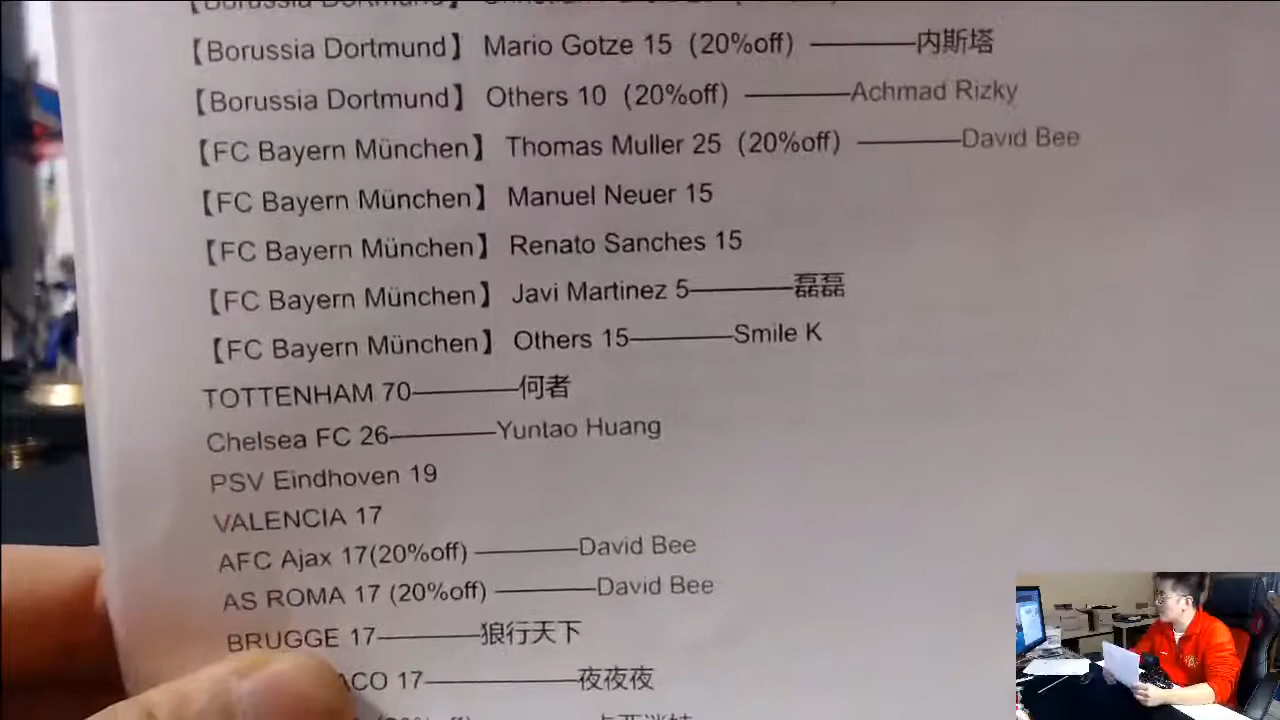 【Borussia Dortmund】
【Borussia Dortmund】 Mario Gotze 15 (20%off) ————内斯塔
【Borussia Dortmund】 Others 10 (20%off) ————Achmad Rizky
【FC Bayern München】 Thomas Muller 25 (20%off) ————David Bee
【FC Bayern München】 Manuel Neuer 15
【FC Bayern München】 Renato Sanches 15
【FC Bayern München】 Javi Martinez 5————磊磊
【FC Bayern München】 Others 15————Smile K
TOTTENHAM 70————何者
Chelsea FC 26————Yuntao Huang
PSV Eindhoven 19
VALENCIA 17
AFC Ajax 17(20%off) ————David Bee
AS ROMA 17 (20%off) ————David Bee
BRUGGE 17————狼行天下
ACO 17——————夜夜夜